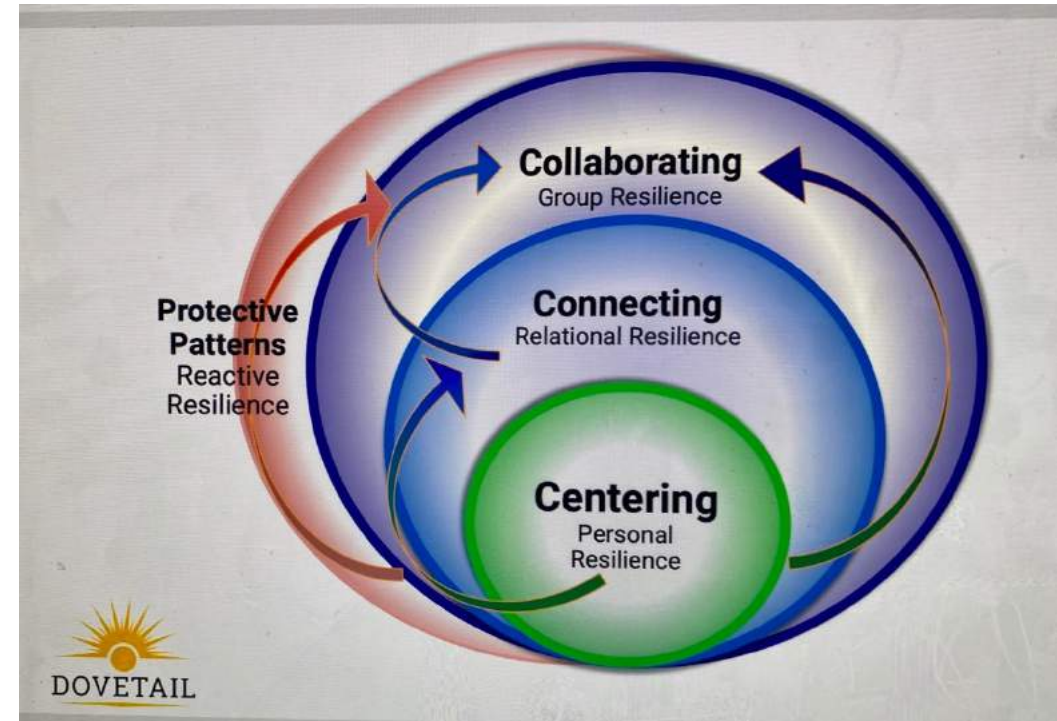 Collaborating
Group Resilience
Connecting
Relational Resilience
Protective
Patterns
Reactive
Resilience
Centering
Personal
Resilience
DOVETAIL